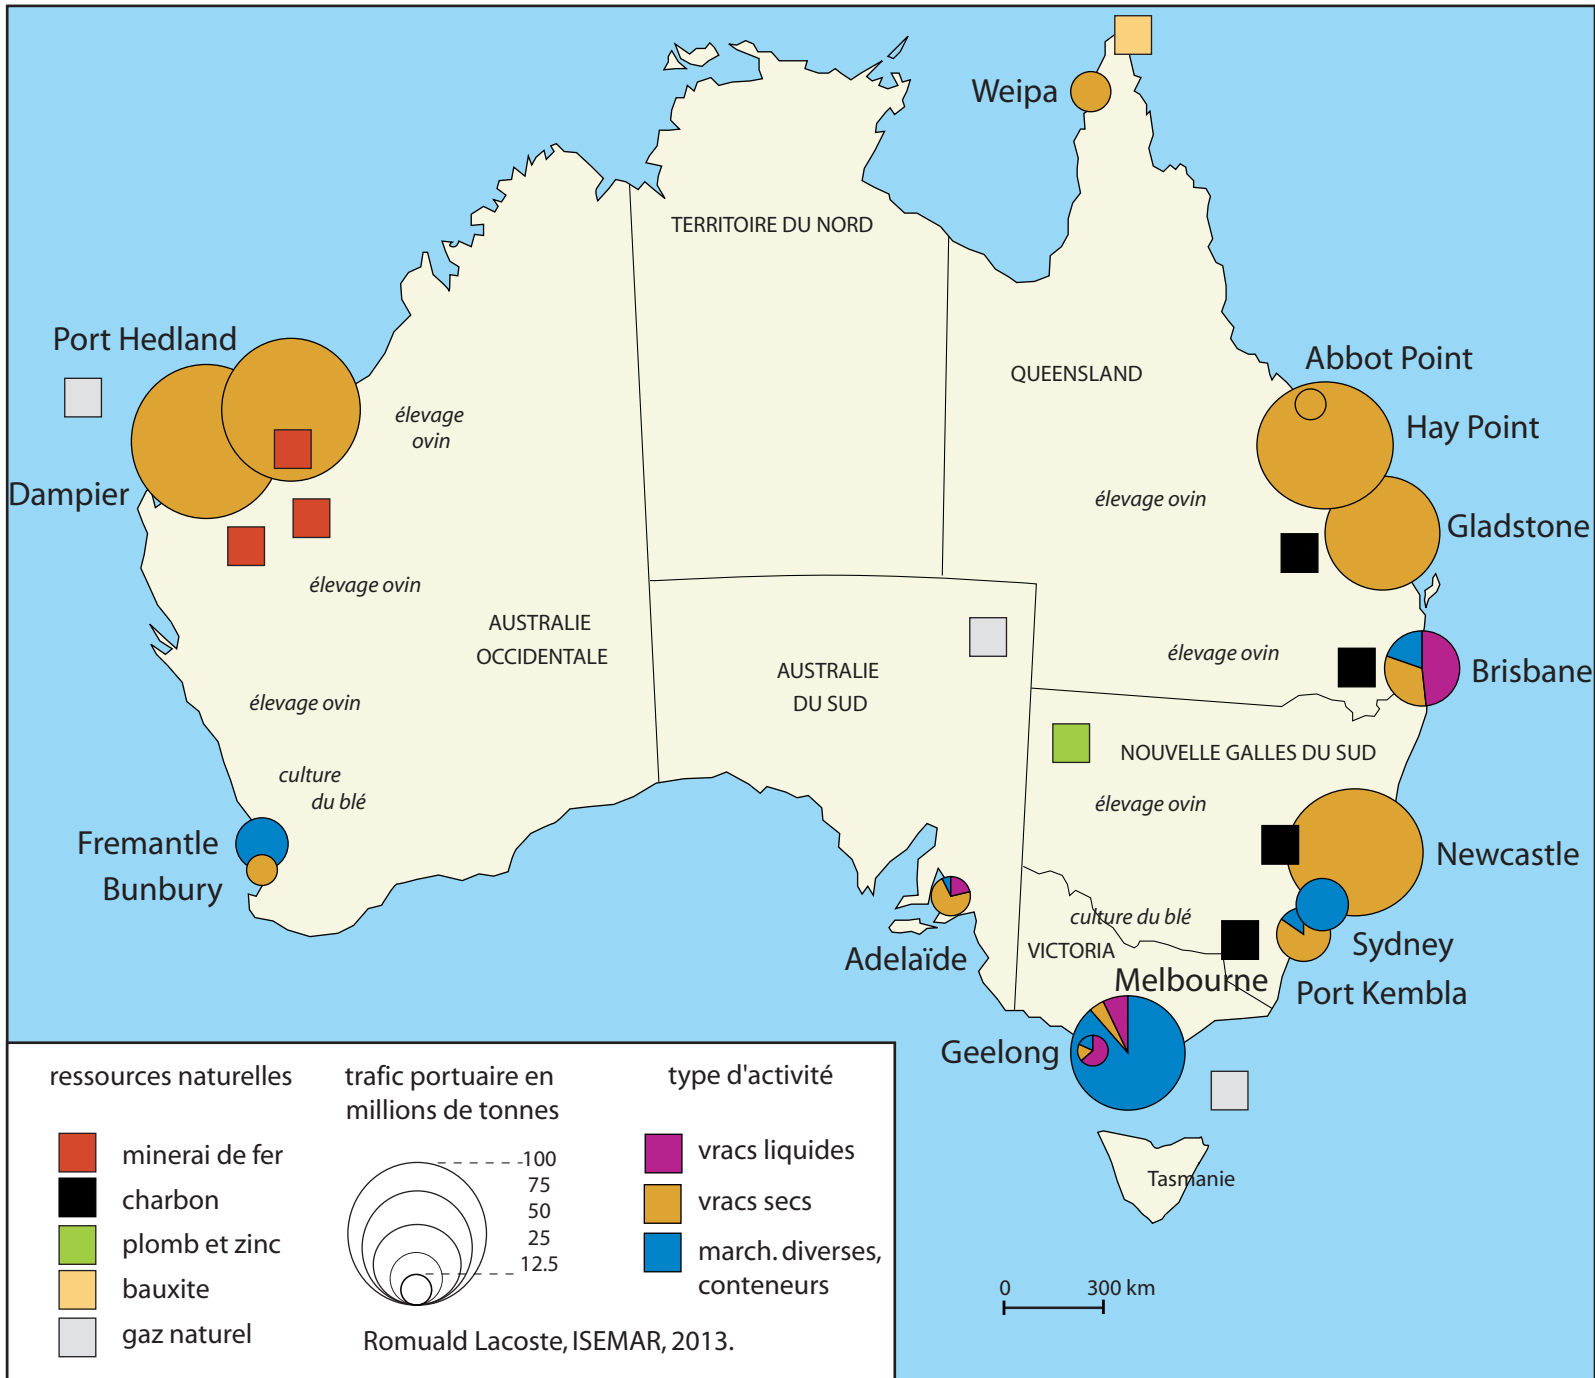 Weipa
TERRITOIRE DU NORD
Port Hedland
Abbot Point
QUEENSLAND
élevage
ovin
Hay Point
Dampier
élevage ovin
Gladstone
élevage ovin
AUSTRALIE
OCCIDENTALE
élevage ovin
AUSTRALIE
DU SUD
Brisbane
élevage ovin
NOUVELLE GALLES DU SUD
culture
du blé
élevage ovin
Fremantle
Newcastle
Bunbury
culture du blé
Sydney
Adelaïde
VICTORIA
Melbourne
Port Kembla
Geelong
Tasmanie
ressources naturelles
minerai de fer
charbon
plomb et zinc
bauxite
gaz naturel
trafic portuaire en
millions de tonnes
100
75
50
25
12.5
type d'activité
vracs liquides
vracs secs
march. diverses,
conteneurs
Romuald Lacoste, ISEMAR, 2013.
0 300 km